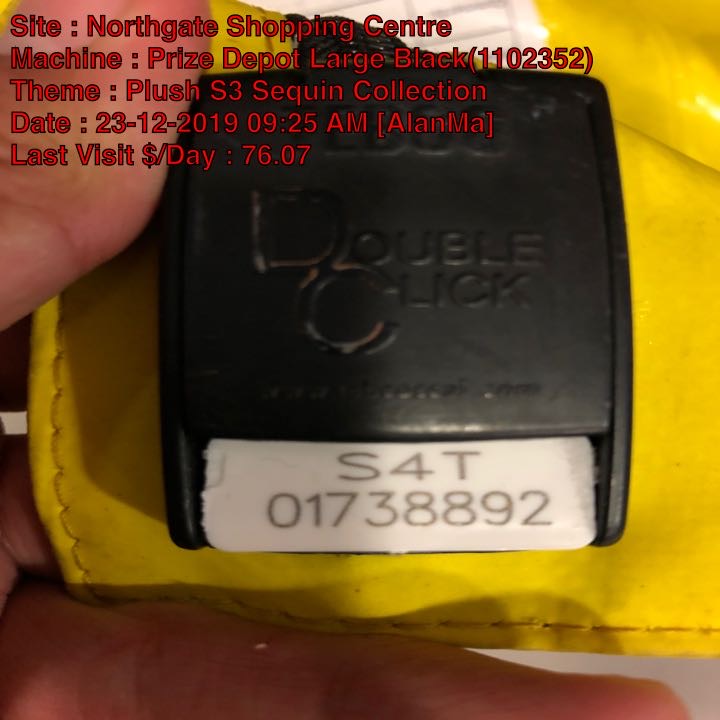 Site : Northgate Shopping Centre
Machine : Prize Depot Large Black(1102352)
Theme : Plush S3 Sequin Collection
Date : 23-12-2019 09:25 AM [AlanMa]
Last Visit $/Day : 76.07
DOUBLE
CLICK
S4T
01738892